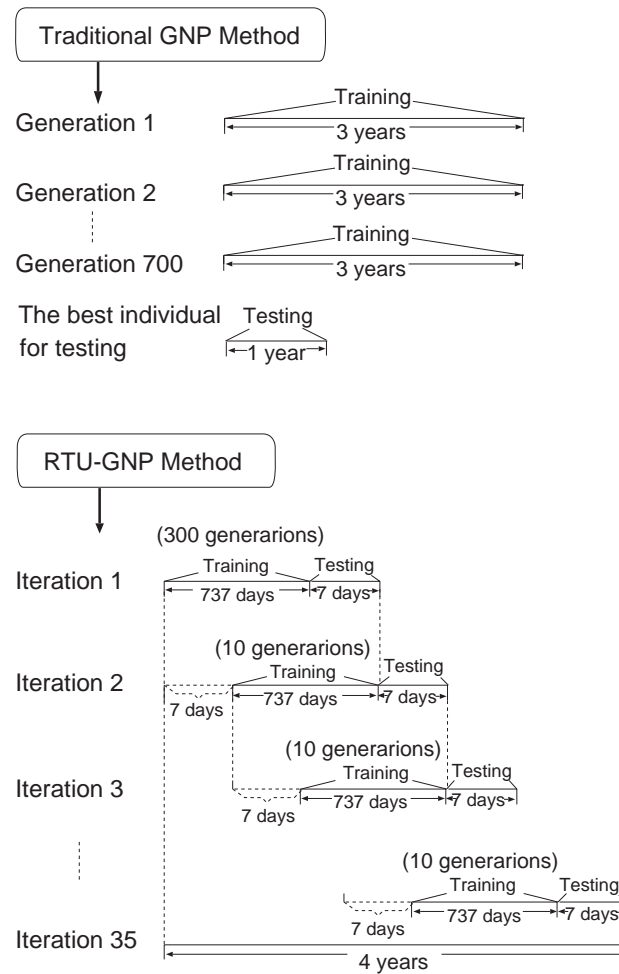 Traditional GNP Method
Training
Generation 1
3 years
Training
Generation 2
3 years
Training
Generation 700
3 years
The best individual
for testing
Testing
1 year
RTU-GNP Method
(300 generarions)
Training Testing
Iteration 1
737 days 7 days
(10 generarions)
Training Testing
Iteration 2
7 days 737 days 7 days
(10 generarions)
Training Testing
Iteration 3
7 days 737 days 7 days
(10 generarions)
Training Testing
7 days 737 days 7 days
Iteration 35
4 years